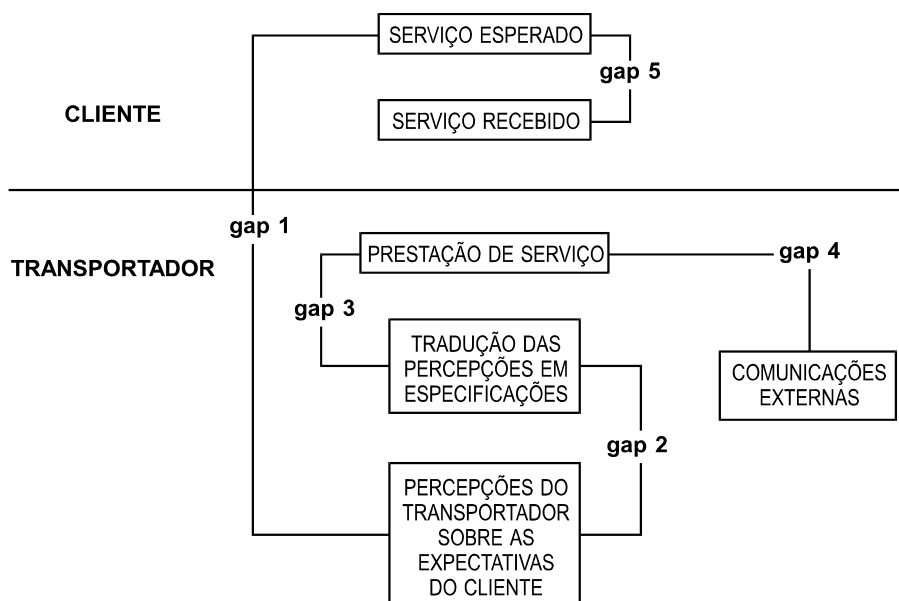 SERVIÇO ESPERADO
gap 5
CLIENTE
SERVIÇO RECEBIDO
gap 1
TRANSPORTADOR
PRESTAÇÃO DE SERVIÇO
gap 4
gap 3
TRADUÇÃO DAS
PERCEPÇÕES EM
ESPECIFICAÇÕES
COMUNICAÇÕES
EXTERNAS
gap 2
PERCEPÇÕES DO
TRANSPORTADOR
SOBRE AS
EXPECTATIVAS
DO CLIENTE